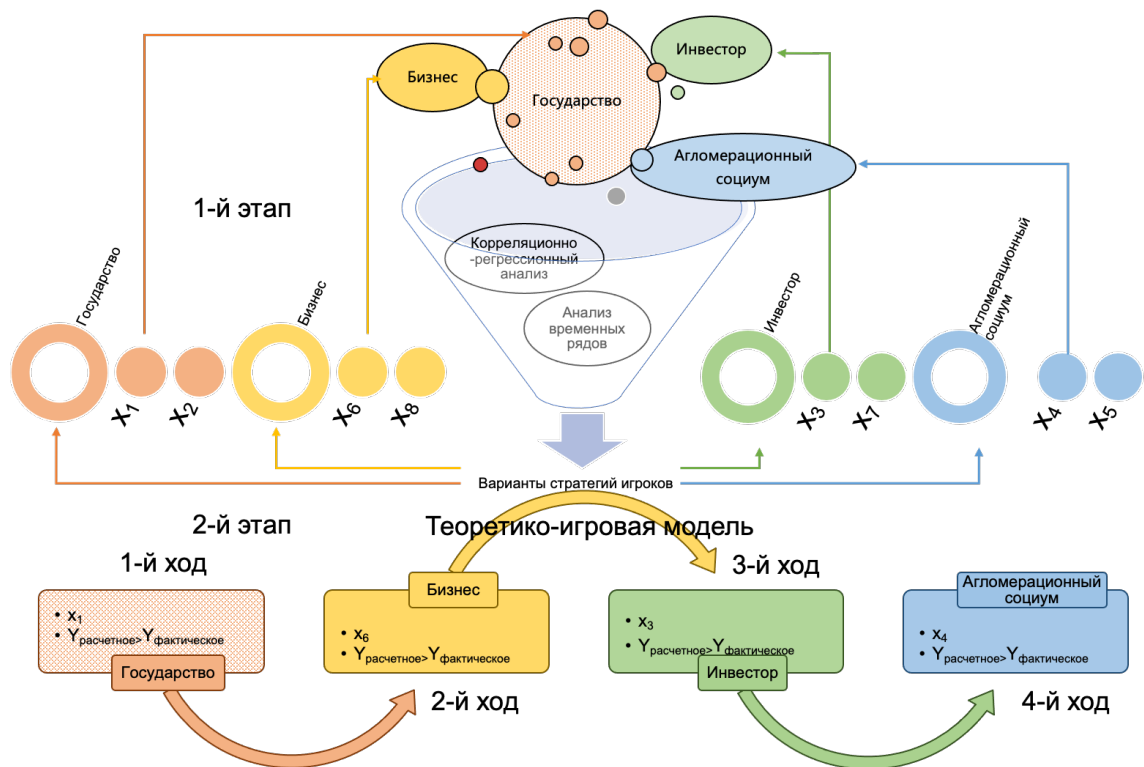 Бизнес
Государство
Инвестор
Агломерационный
социум
1-й этап
Корреляционно
-регрессионный
анализ
Анализ
временных
рядов
Государство
x1
x2
Бизнес
x6
x8
Инвестор
x3
x7
Агломерационный
социум
x4
x5
Варианты стратегий игроков
2-й этап
Теоретико-игровая модель
1-й ход
• x1
• Yрасчетное>Yфактическое
Государство
Бизнес
• x6
• Yрасчетное>Yфактическое
2-й ход
3-й ход
• x3
• Yрасчетное>Yфактическое
Инвестор
Агломерационный
социум
• x4
• Yрасчетное>Yфактическое
4-й ход